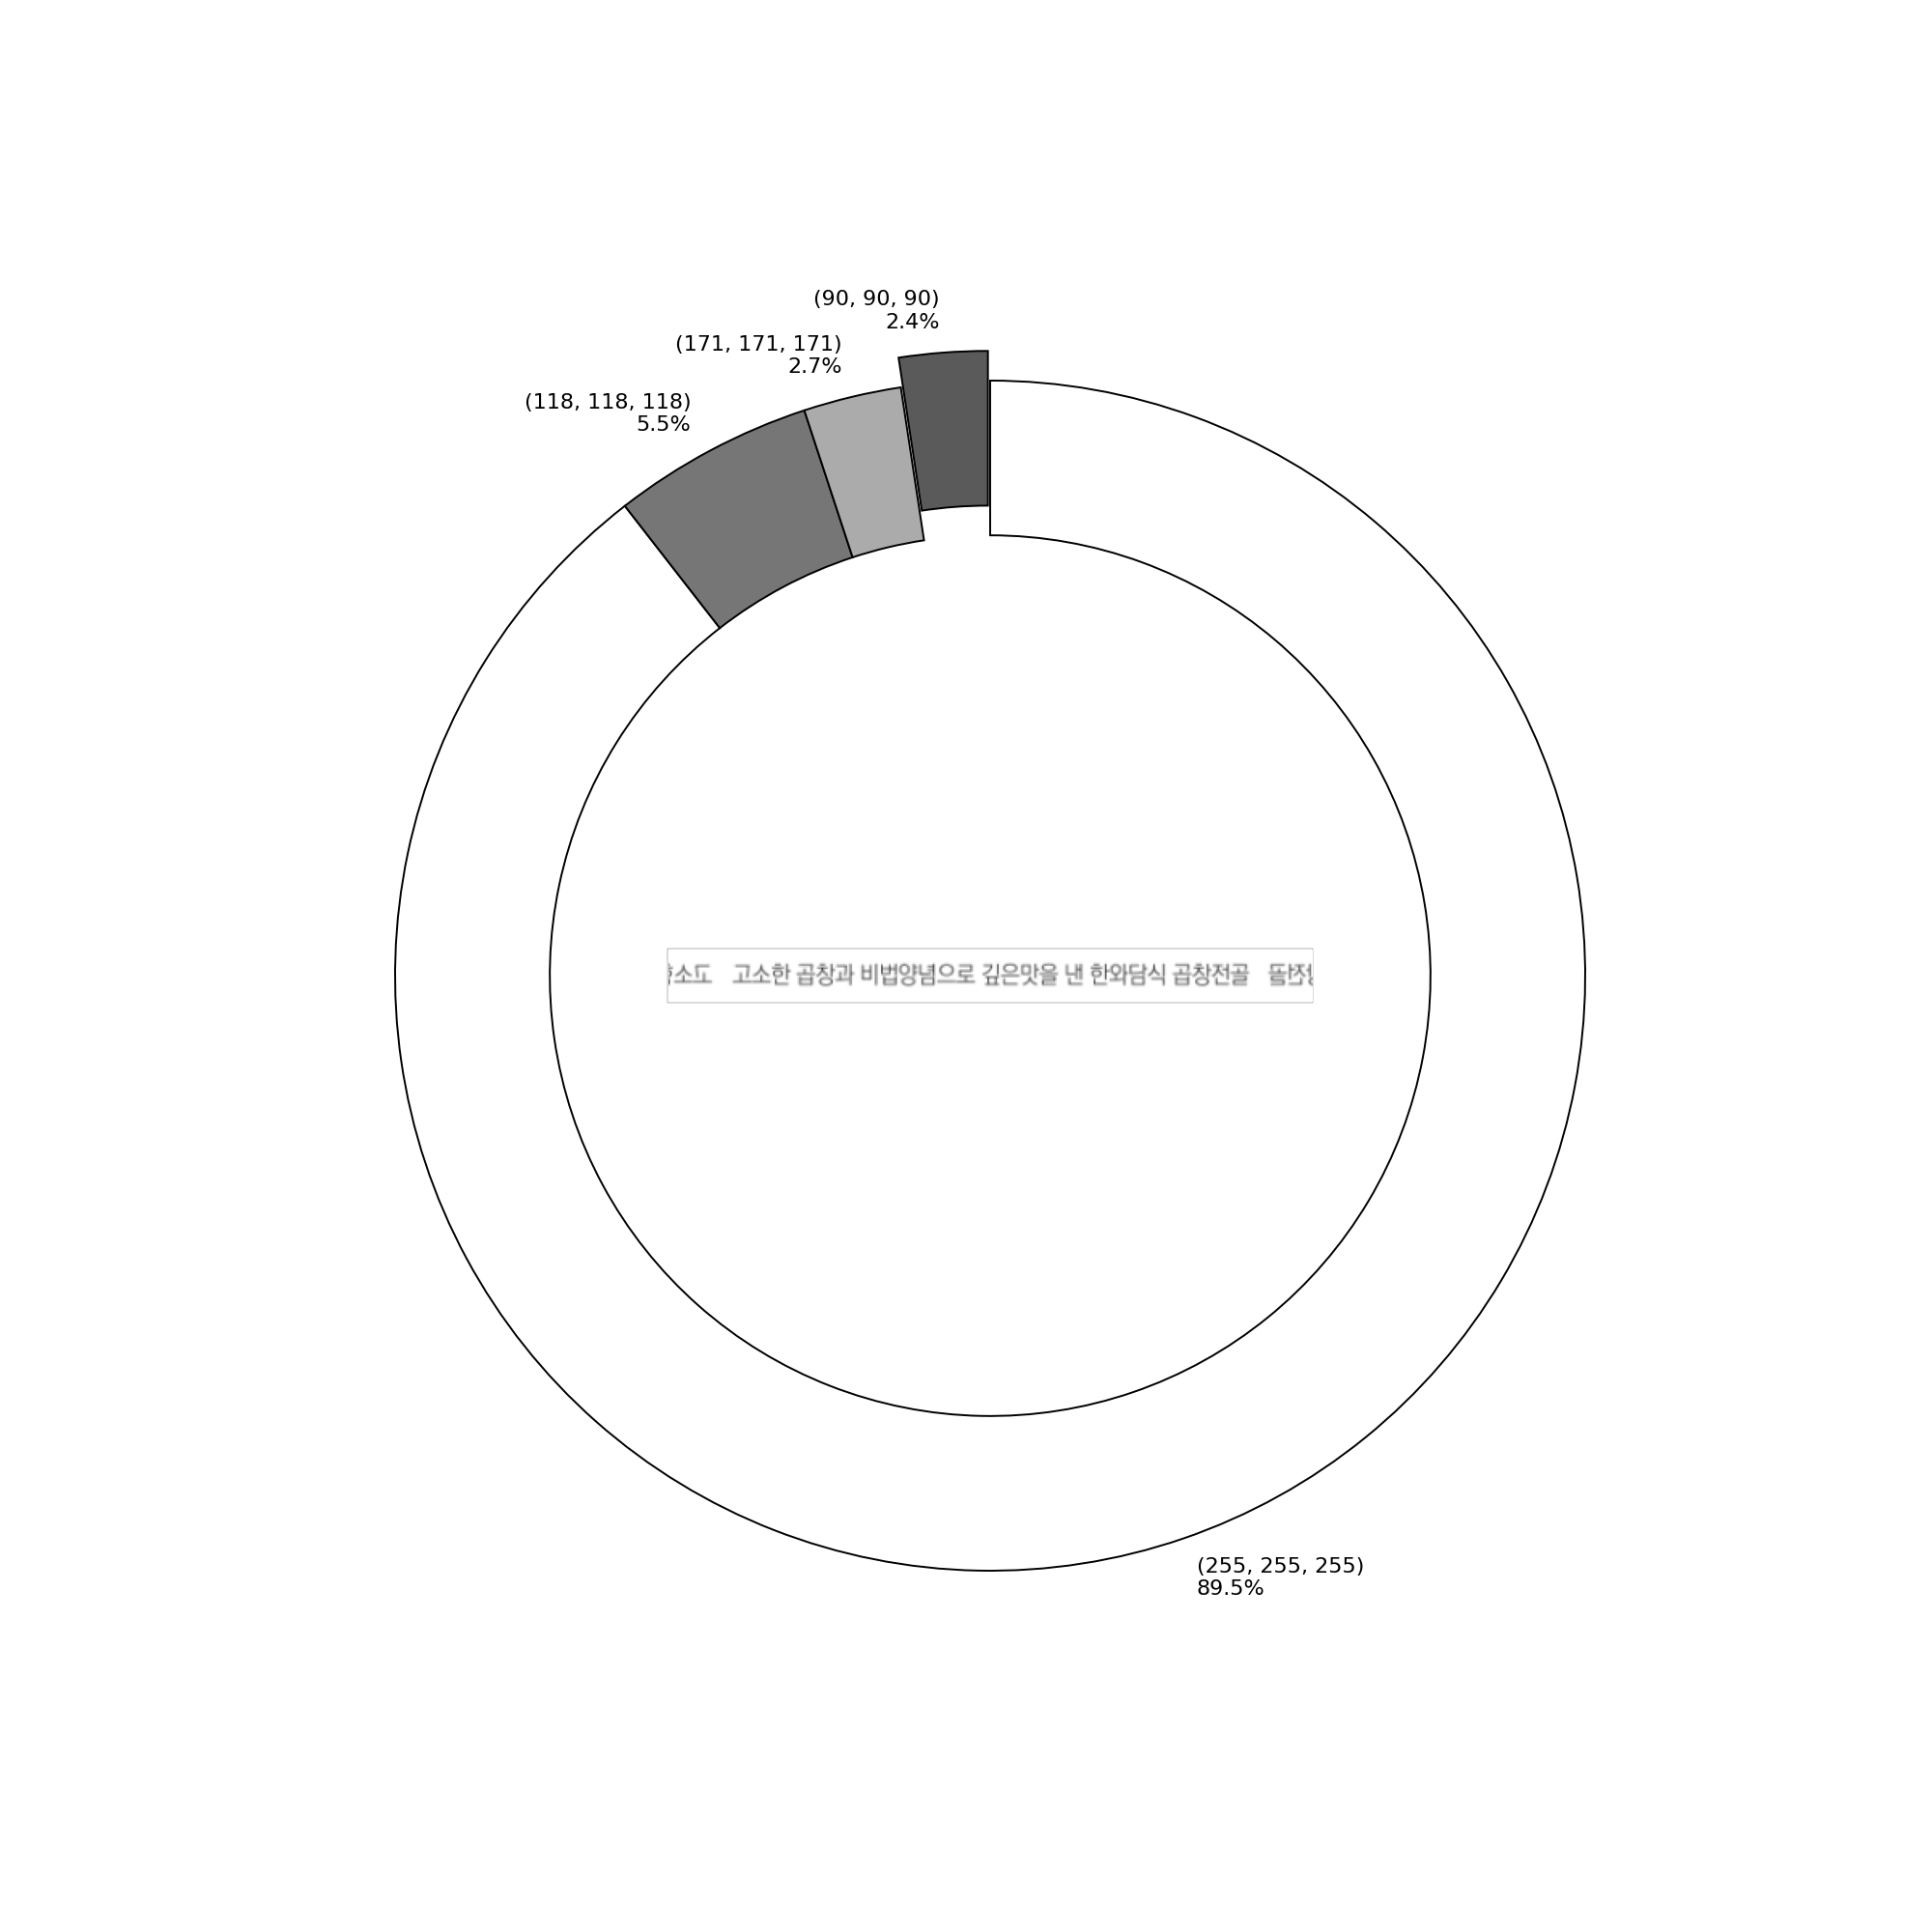 (90, 90, 90)
2.4%
(171, 171, 171)
2.7%
(118, 118, 118)
5.5%
고소한 곱창과 비법양념으로 깊은맛을 낸 한와담식 곱창전골
(255, 255, 255)
89.5%